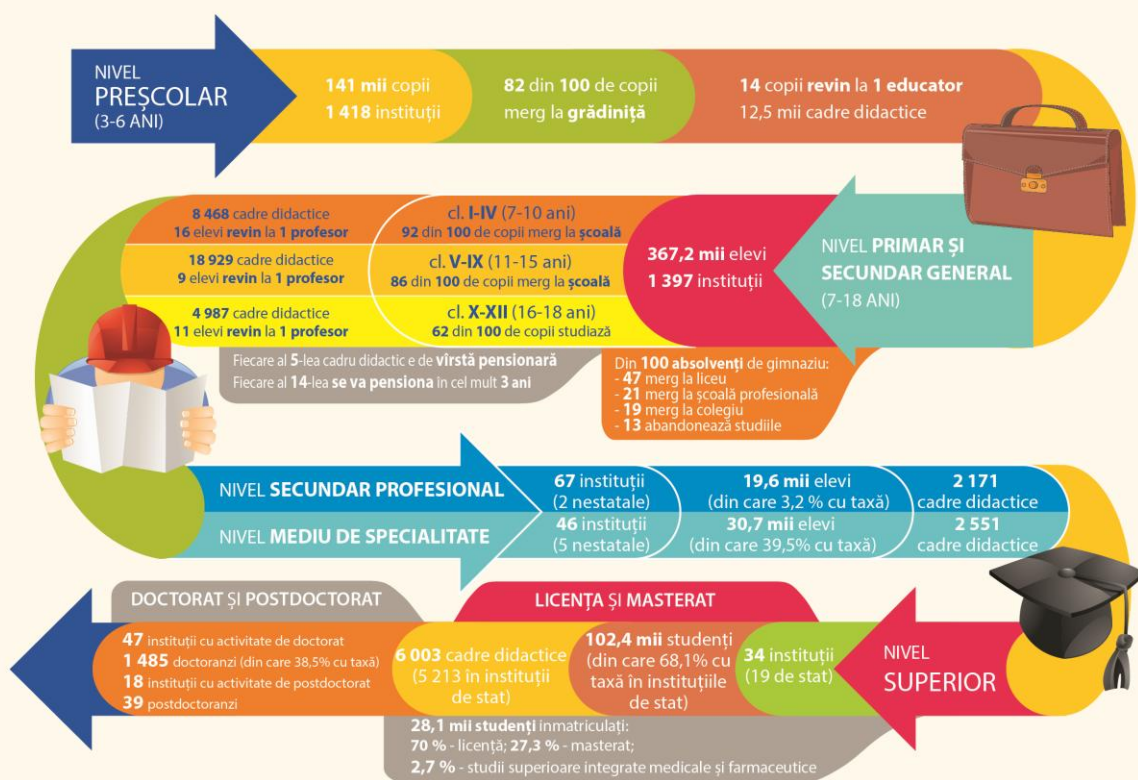 NIVEL
PREȘCOLAR
(3-6 ANI)
141 mii copii
1 418 instituții
82 din 100 de copii
merg la grădiniță
14 copii revin la 1 educator
12,5 mii cadre didactice
NIVEL PRIMAR ȘI
SECUNDAR GENERAL
(7-18 ANI)
367,2 mii elevi
1 397 instituții
cl. I-IV (7-10 ani)
92 din 100 de copii merg la școală
8 468 cadre didactice
16 elevi revin la 1 profesor
cl. V-IX (11-15 ani)
86 din 100 de copii merg la școală
18 929 cadre didactice
9 elevi revin la 1 profesor
cl. X-XII (16-18 ani)
62 din 100 de copii studiază
4 987 cadre didactice
11 elevi revin la 1 profesor
Fiecare al 5-lea cadru didactic e de vîrstă pensionară
Fiecare al 14-lea se va pensiona în cel mult 3 ani
Din 100 absolvenți de gimnaziu:
- 47 merg la liceu
- 21 merg la școală profesională
- 19 merg la colegiu
- 13 abandonează studiile
NIVEL SECUNDAR PROFESIONAL
67 instituții
(2 nestatale)
19,6 mii elevi
(din care 3,2 % cu taxă)
2 171
cadre didactice
NIVEL MEDIU DE SPECIALITATE
46 instituții
(5 nestatale)
30,7 mii elevi
(din care 39,5% cu taxă)
2 551
cadre didactice
NIVEL
SUPERIOR
34 instituții
(19 de stat)
LICENȚA ȘI MASTERAT
102,4 mii studenți
(din care 68,1% cu
taxă în instituțiile
de stat)
6 003 cadre didactice
(5 213 în instituții
de stat)
28,1 mii studenți inmatriculați:
70 % - licență; 27,3 % - masterat;
2,7 % - studii superioare integrate medicale și farmaceutice
DOCTORAT ȘI POSTDOCTORAT
47 instituții cu activitate de doctorat
1 485 doctoranzi (din care 38,5% cu taxă)
18 instituții cu activitate de postdoctorat
39 postdoctoranzi